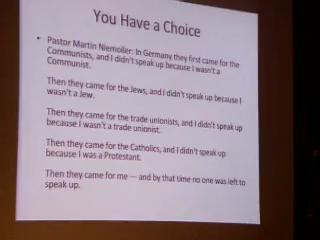 You Have a Choice
• Pastor Martin Niemoller: In Germany they first came for the
Communists, and I didn't speak up because I wasn't a
Communist.
Then they came for the Jews, and I didn't speak up because I
wasn't a Jew.
Then they came for the trade unionists, and I didn't speak up
because I wasn't a trade unionist.
Then they came for the Catholics, and I didn't speak up
because I was a Protestant.
Then they came for me — and by that time no one was left to
speak up.